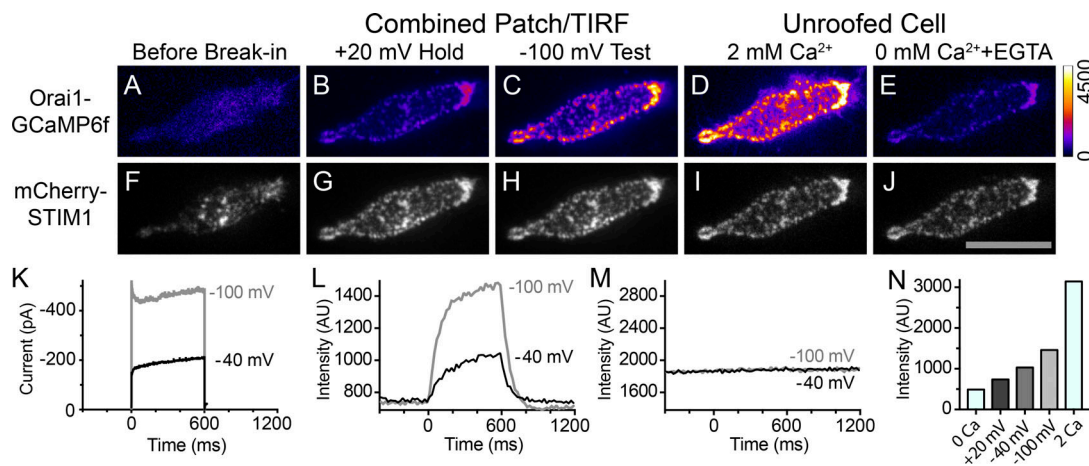 Combined Patch/TIRF Unroofed Cell
Before Break-in +20 mV Hold -100 mV Test 2 mM Ca²⁺ 0 mM Ca²⁺+EGTA
Orai1-
GCaMP6f
A B C D E
4500
0
mCherry-
STIM1
F G H I J
K
Current (pA)
-400
-200
0
-100 mV
-40 mV
0 600 1200
Time (ms)
L
Intensity (AU)
1400
1200
1000
800
-100 mV
-40 mV
0 600 1200
Time (ms)
M
Intensity (AU)
2800
2400
2000
1600
-100 mV
-40 mV
0 600 1200
Time (ms)
N
Intensity (AU)
3000
2000
1000
0
0 Ca
+20 mV
-40 mV
-100 mV
2 Ca